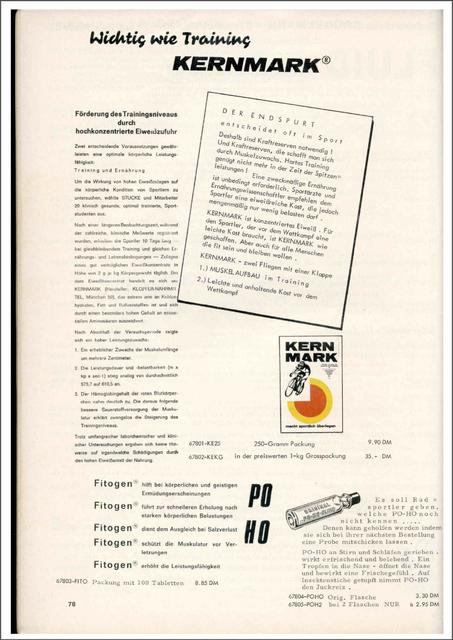 Wichtig wie Training
KERNMARK®
Förderung des Trainingsniveaus
durch
hochkonzentrierte Eiweißzufuhr
Zwei entscheidende Voraussetzungen gewähr-
leisten eine optimale körperliche Leistungs-
fähigkeit:
Training und Ernährung
Um die Wirkung von hohen Eiweißzulagen auf
die körperliche Kondition von Sportlern zu
untersuchen, wählte STUCKE und Mitarbeiter
20 klinisch gesunde, optimal trainierte, Sport-
studenten aus.
Nach einer längeren Beobachtungszeit, während
der zahlreiche, klinische Meßwerte registriert
wurden, erhielten die Sportler 50 Tage lang —
bei gleichbleibendem Training und gleichen Er-
nährungs- und Lebensbedingungen — Zulagen
eines gut verträglichen Eiweißkonzentrats in
Höhe von 2 g je kg Körpergewicht täglich. Bei
dem Eiweißkonzentrat handelt es sich um
KERNMARK (Hersteller:
TEL, München 50), das extrem arm an Kohlen-
hydraten, Fett und Ballaststoffen ist und sich
durch einen besonders hohen Gehalt an essen-
tiellen Aminosäuren auszeichnet.
Nach Abschluß der Versuchsperiode zeigte
sich ein hoher Leistungszuwachs:
1. Ein erheblicher Zuwachs der Muskelumfänge
um mehrere Zentimeter.
2. Die Leistungsdauer und -belastbarkeit (m x
kg x sec-1) stieg analog von durchschnittlich
575,7 auf 610,5 an.
3. Der Hämoglobingehalt der roten Blutkörper-
chen nahm deutlich zu. Die daraus folgende
bessere Sauerstoffversorgung der Musku-
latur erklärt zwanglos die Steigerung des
Trainingsniveaus.
Trotz umfangreicher laborchemischer und klini-
scher Untersuchungen ergaben sich keine Hin-
weise auf irgendwelche Schädigungen durch
den hohen Eiweißanteil der Nahrung.
DER ENDSPURT
entscheidet oft im Sport
Deshalb sind Kraftreserven notwendig !
Und Kraftreserven, die schafft man sich
durch Muskelzuwachs. Hartes Training
genügt nicht mehr in der Zeit der Spitzen=
leistungen ! Eine zweckmäßige Ernährung
ist unbedingt erforderlich. Sportärzte und
Ernährungswissenschaftler empfehlen dem
Sportler eine eiweißreiche Kost, die jedoch
mengenmäßig nur wenig belasten darf .
KERNMARK ist konzentriertes Eiweiß . Für
den Sportler, der vor dem Wettkampf eine
leichte Kost braucht, ist KERNMARK wie
geschaffen. Aber auch für alle Menschen
die fit sein und bleiben wollen .
KERNMARK - zwei Fliegen mit einer Klappe
1.) MUSKELAUFBAU im Training
2.) Leichte und anhaltende Kost vor dem
Wettkampf
KERN
MARK
macht sportlich überlegen
67801-KE25 250-Gramm Packung 9,90 DM
67802-KEKG in der preiswerten 1-kg Grosspackung 35.- DM
Fitogen® hilft bei körperlichen und geistigen
Ermüdungserscheinungen
Fitogen® führt zur schnelleren Erholung nach
starken körperlichen Belastungen
Fitogen® dient dem Ausgleich bei Salzverlust
Fitogen® schützt die Muskulatur vor Ver-
letzungen
Fitogen® erhöht die Leistungsfähigkeit
67803-FITO Packung mit 100 Tabletten 8.85 DM
PO
HO
ORIGINAL
PO-HO
Es soll Rad =
sportler geben,
welche PO-HO noch
nicht kennen .....
Denen kann geholfen werden indem
sie sich bei ihrer nächsten Bestellung
eine Probe mitschicken lassen .
PO-HO an Stirn und Schläfen gerieben ,
wirkt erfrischend und belebend . Ein
Tropfen in die Nase - öffnet die Nase
und bewirkt eine Frischegefühl . Auf
Insektenstiche getupft nimmt PO-HO
den Juckreiz .
67804-POHO Orig. Flasche 3.30 DM
67805-POH2 bei 2 Flaschen NUR à 2.95 DM
78